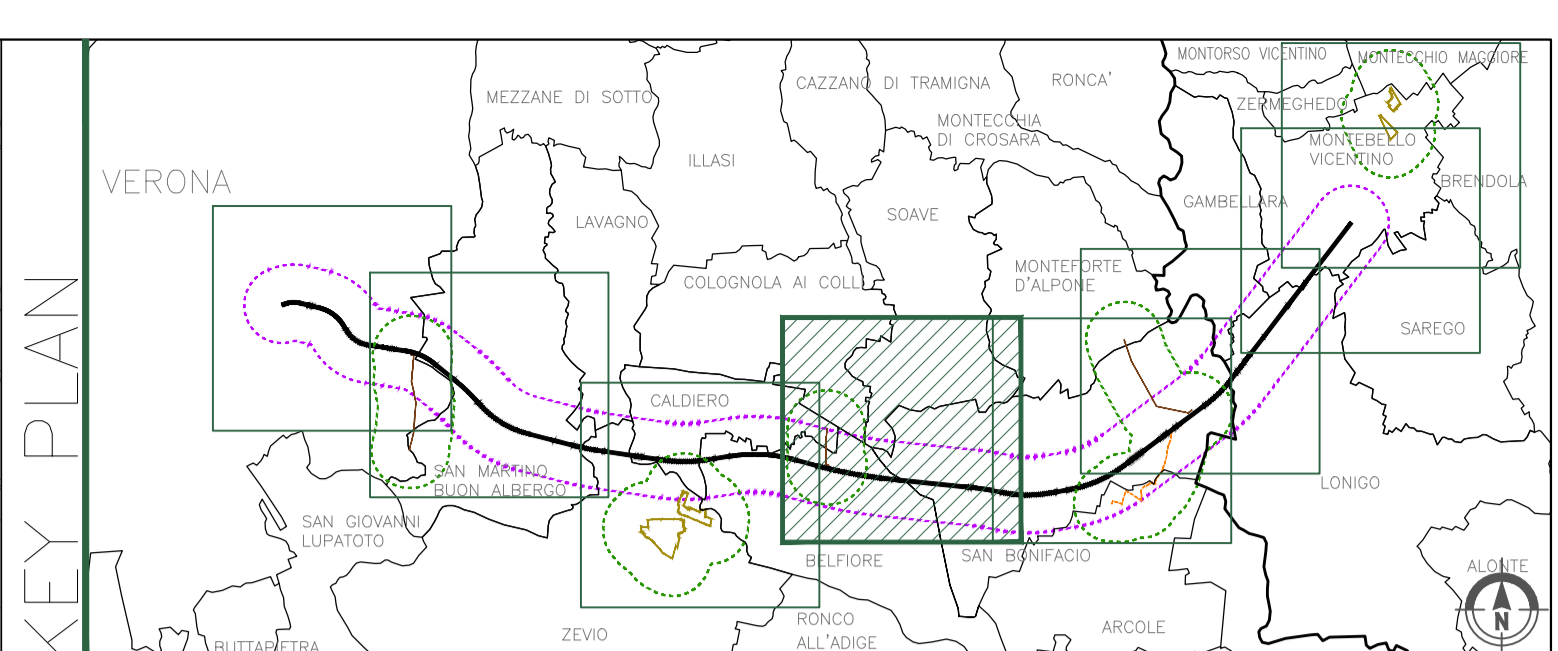 KEY PLAN
MONTORSO VICENTINO
MONTECCHIO MAGGIORE
MEZZANE DI SOTTO
CAZZANO DI TRAMIGNA
RONCA'
ZERMEGHEDO
MONTECCHIA
DI CROSARA
MONTEBELLO
VICENTINO
ILLASI
VERONA
BRENDOLA
GAMBELLARA
LAVAGNO
SOAVE
MONTEFORTE
D'ALPONE
COLOGNOLA AI COLLI
SAREGO
CALDIERO
SAN MARTINO
BUON ALBERGO
LONIGO
SAN GIOVANNI
LUPATOTO
BELFIORE
SAN BONIFACIO
ALONTE
N
RONCO
ALL'ADIGE
ZEVIO
ARCOLE
BUTTAPIETRA